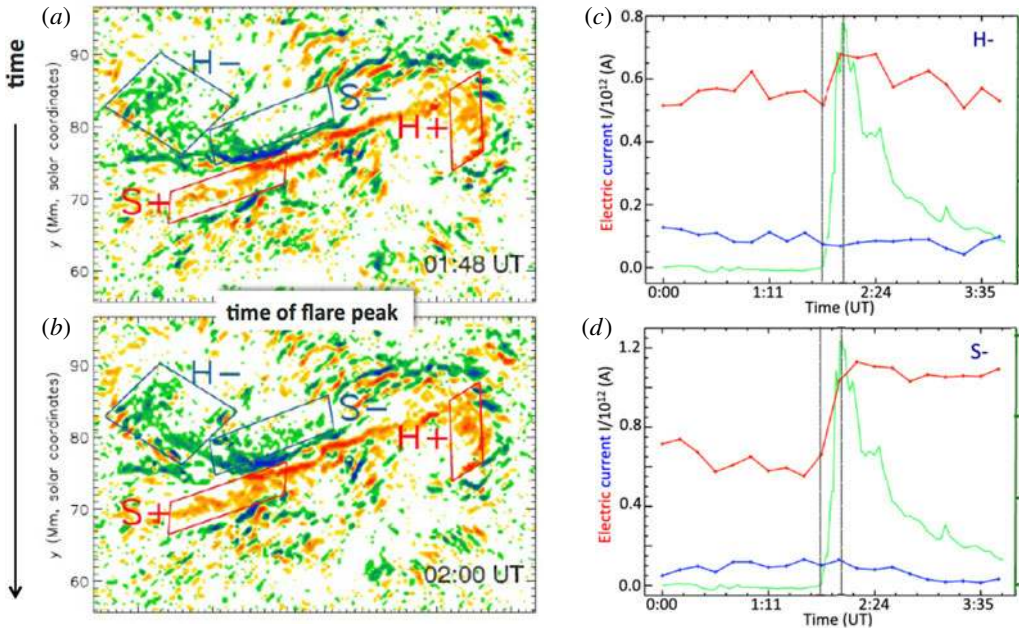 (a)
time
y (Mm, solar coordinates)
90
80
70
60
H−
S−
H+
S+
01:48 UT
time of flare peak
(b)
y (Mm, solar coordinates)
90
80
70
60
H−
S−
H+
S+
02:00 UT
(c)
Electric current I/10¹² (A)
0.8
0.6
0.4
0.2
0.0
H-
0:00 1:11 2:24 3:35
Time (UT)
(d)
Electric current I/10¹² (A)
1.2
0.8
0.4
0.0
S-
0:00 1:11 2:24 3:35
Time (UT)